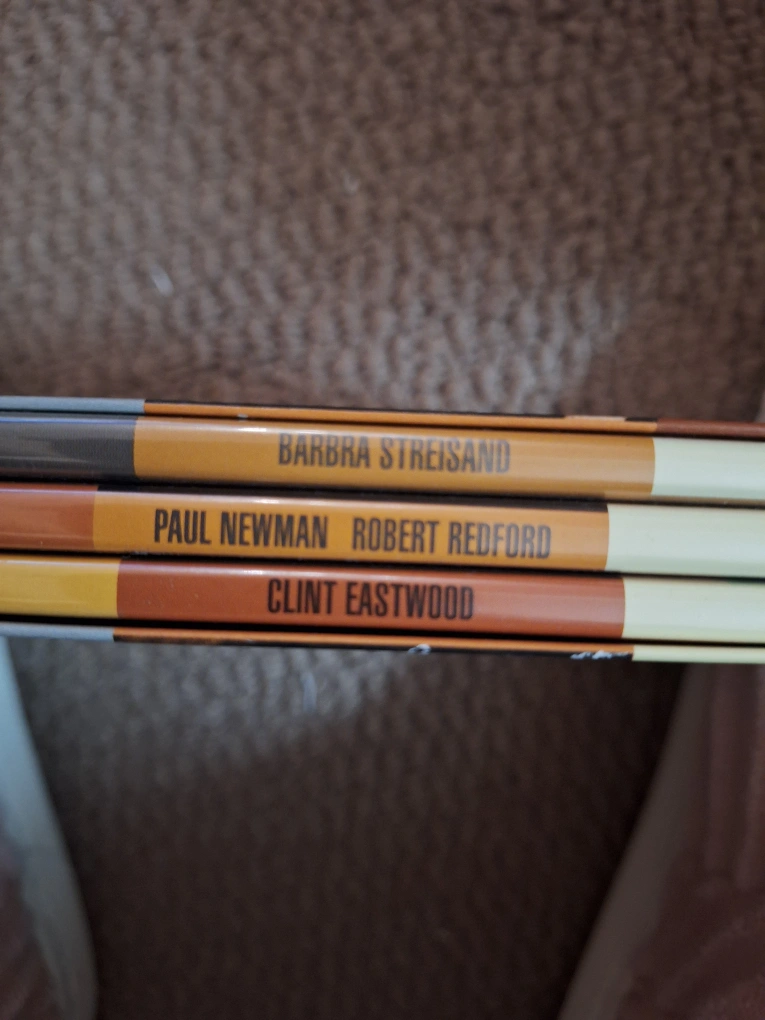 BARBRA STREISAND
PAUL NEWMAN ROBERT REDFORD
CLINT EASTWOOD